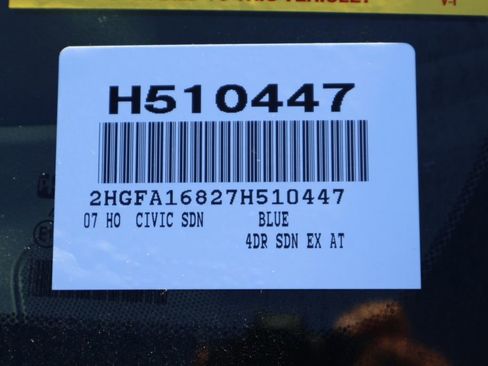 H510447
2HGFA16827H510447
07 HO CIVIC SDN BLUE
4DR SDN EX AT